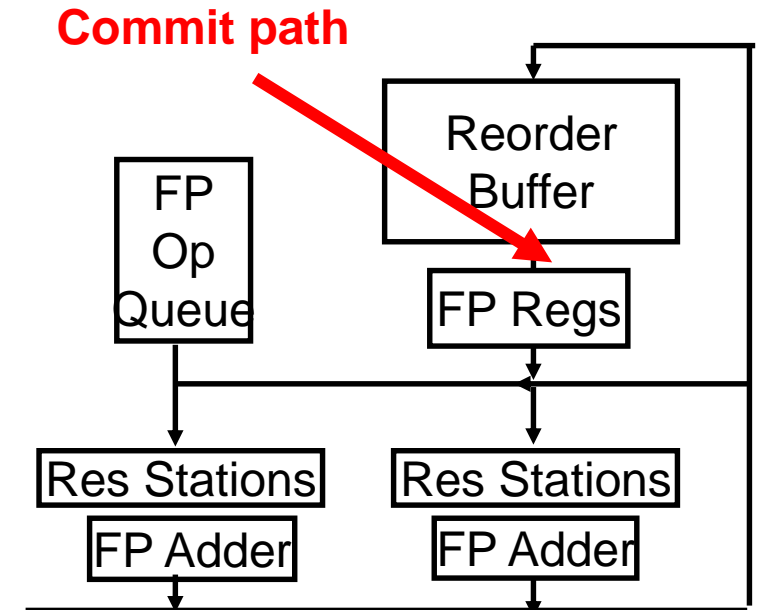 Commit path
Reorder
Buffer
FP
Op
Queue
FP Regs
Res Stations
Res Stations
FP Adder
FP Adder